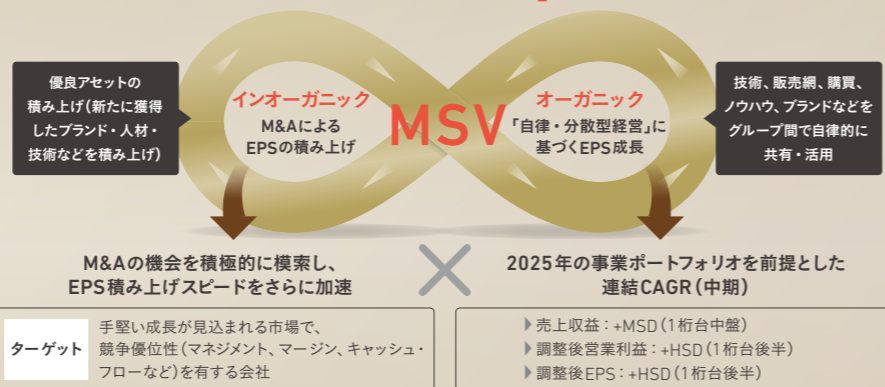 優良アセットの
積み上げ(新たに獲得
したブランド・人材・
技術などを積み上げ)
インオーガニック
M&Aによる
EPSの積み上げ
MSV
オーガニック
「自律・分散型経営」に
基づくEPS成長
技術、販売網、購買、
ノウハウ、ブランドなどを
グループ間で自律的に
共有・活用
M&Aの機会を積極的に模索し、
EPS積み上げスピードをさらに加速
2025年の事業ポートフォリオを前提とした
連結CAGR(中期)
ターゲット
手堅い成長が見込まれる市場で、
競争優位性(マネジメント、マージン、キャッシュ・
フローなど)を有する会社
売上収益:+MSD(1桁台中盤)
調整後営業利益:+HSD(1桁台後半)
調整後EPS:+HSD(1桁台後半)